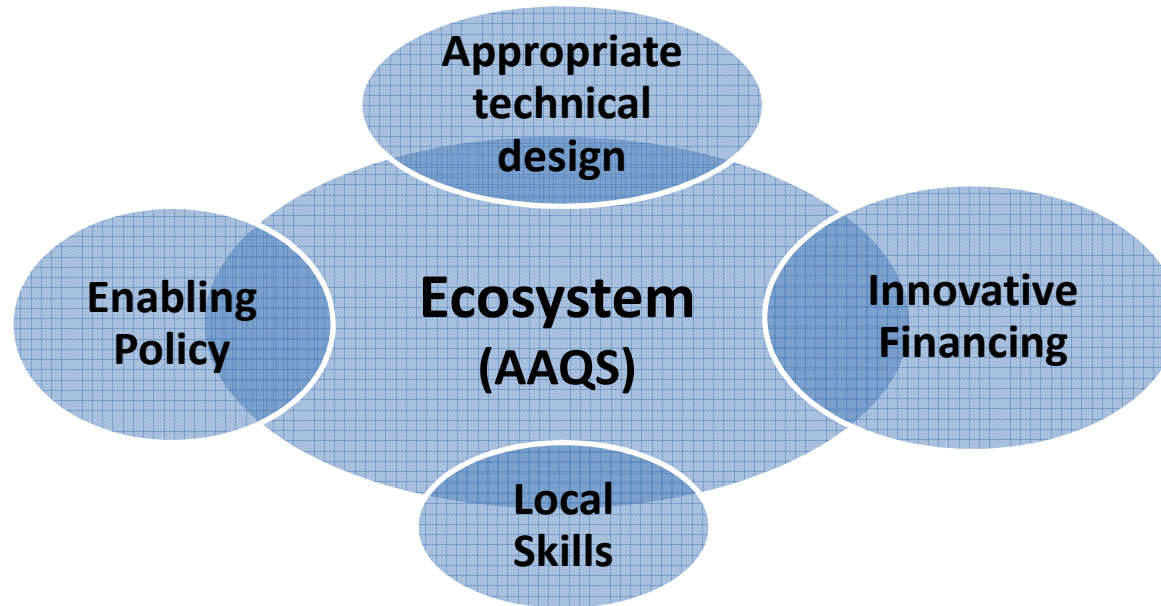 Appropriate
technical
design
Enabling
Policy
Ecosystem
(AAQS)
Innovative
Financing
Local
Skills